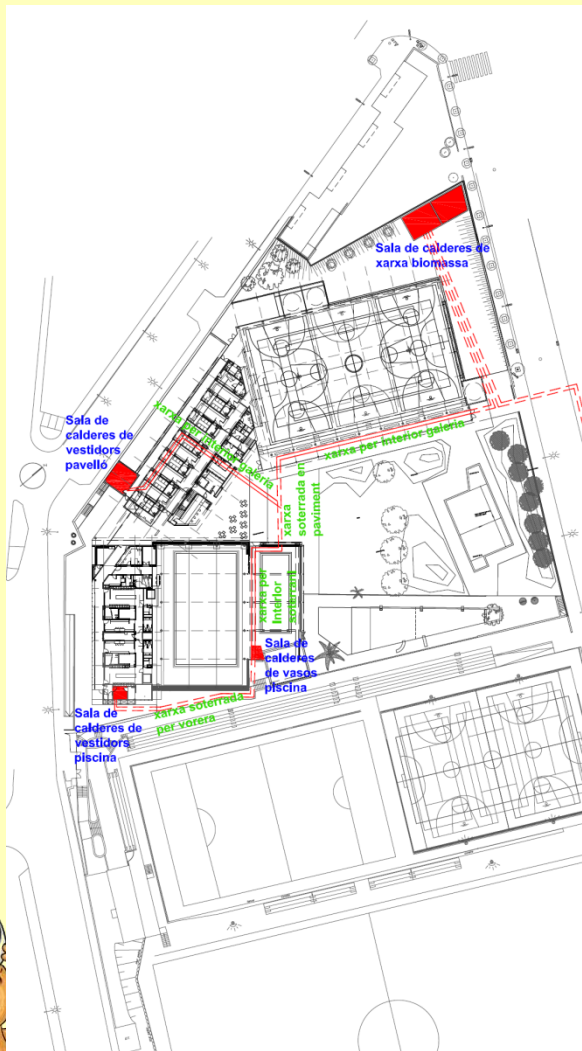 Sala de calderes de
xarxa biomassa
Sala de
calderes de
vestidors
pavelló
xarxa per interior galeria
xarxa per interior galeria
xarxa
soterrada en
paviment
xarxa per
Interior
soterrani
Sala de
calderes
de vasos
piscina
xarxa soterrada
per vorera
Sala de
calderes de
vestidors
piscina